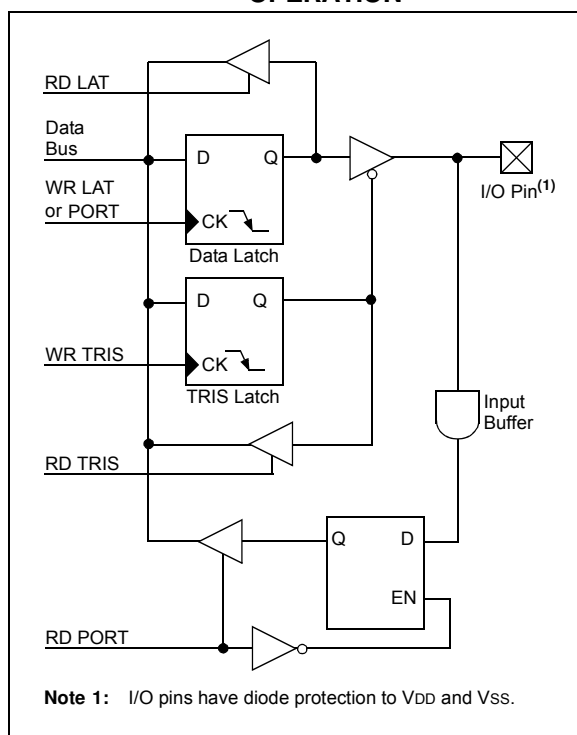 OPERATION
RD LAT
Data
Bus
D
Q
WR LAT
or PORT
CK
Data Latch
I/O Pin(1)
D
Q
WR TRIS
CK
TRIS Latch
Input
Buffer
RD TRIS
Q
D
EN
RD PORT
Note 1: I/O pins have diode protection to VDD and VSS.